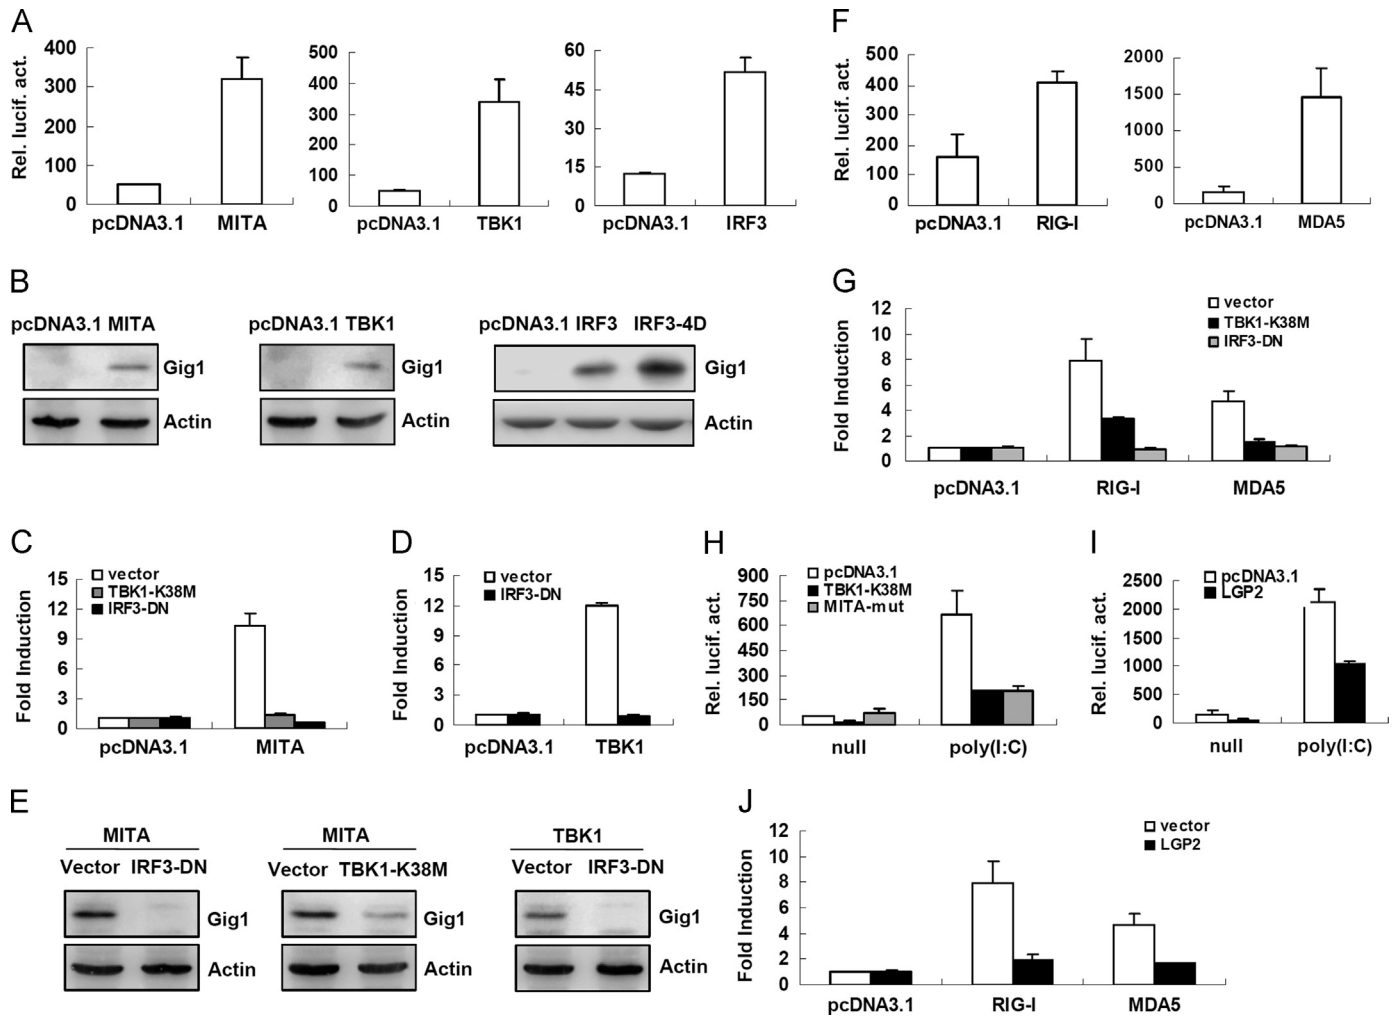 A
Rel. lucif. act.
400
300
200
100
0
pcDNA3.1 MITA
500
400
300
200
100
0
pcDNA3.1 TBK1
60
45
30
15
0
pcDNA3.1 IRF3
F
Rel. lucif. act.
500
400
300
200
100
0
pcDNA3.1 RIG-I
2000
1500
1000
500
0
pcDNA3.1 MDA5
B
pcDNA3.1 MITA
Gig1
Actin
pcDNA3.1 TBK1
Gig1
Actin
pcDNA3.1 IRF3 IRF3-4D
Gig1
Actin
G
Fold Induction
12
10
8
6
4
2
0
vector
TBK1-K38M
IRF3-DN
pcDNA3.1 RIG-I MDA5
C
Fold Induction
15
12
9
6
3
0
vector
TBK1-K38M
IRF3-DN
pcDNA3.1 MITA
D
Fold Induction
15
12
9
6
3
0
vector
IRF3-DN
pcDNA3.1 TBK1
H
Rel. lucif. act.
900
750
600
450
300
150
0
pcDNA3.1
TBK1-K38M
MITA-mut
null poly(I:C)
I
Rel. lucif. act.
2500
2000
1500
1000
500
0
pcDNA3.1
LGP2
null poly(I:C)
E
MITA
Vector IRF3-DN
Gig1
Actin
MITA
Vector TBK1-K38M
Gig1
Actin
TBK1
Vector IRF3-DN
Gig1
Actin
J
Fold Induction
12
10
8
6
4
2
0
vector
LGP2
pcDNA3.1 RIG-I MDA5